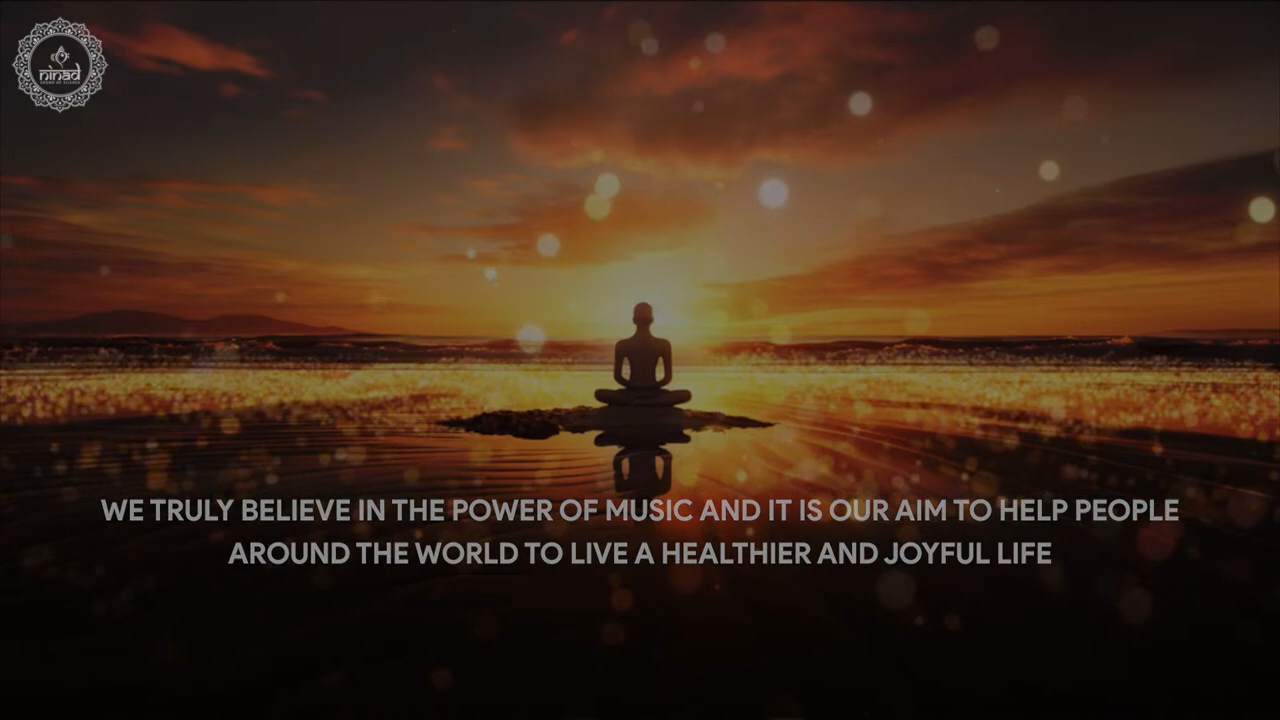 ninad
WE TRULY BELIEVE IN THE POWER OF MUSIC AND IT IS OUR AIM TO HELP PEOPLE
AROUND THE WORLD TO LIVE A HEALTHIER AND JOYFUL LIFE